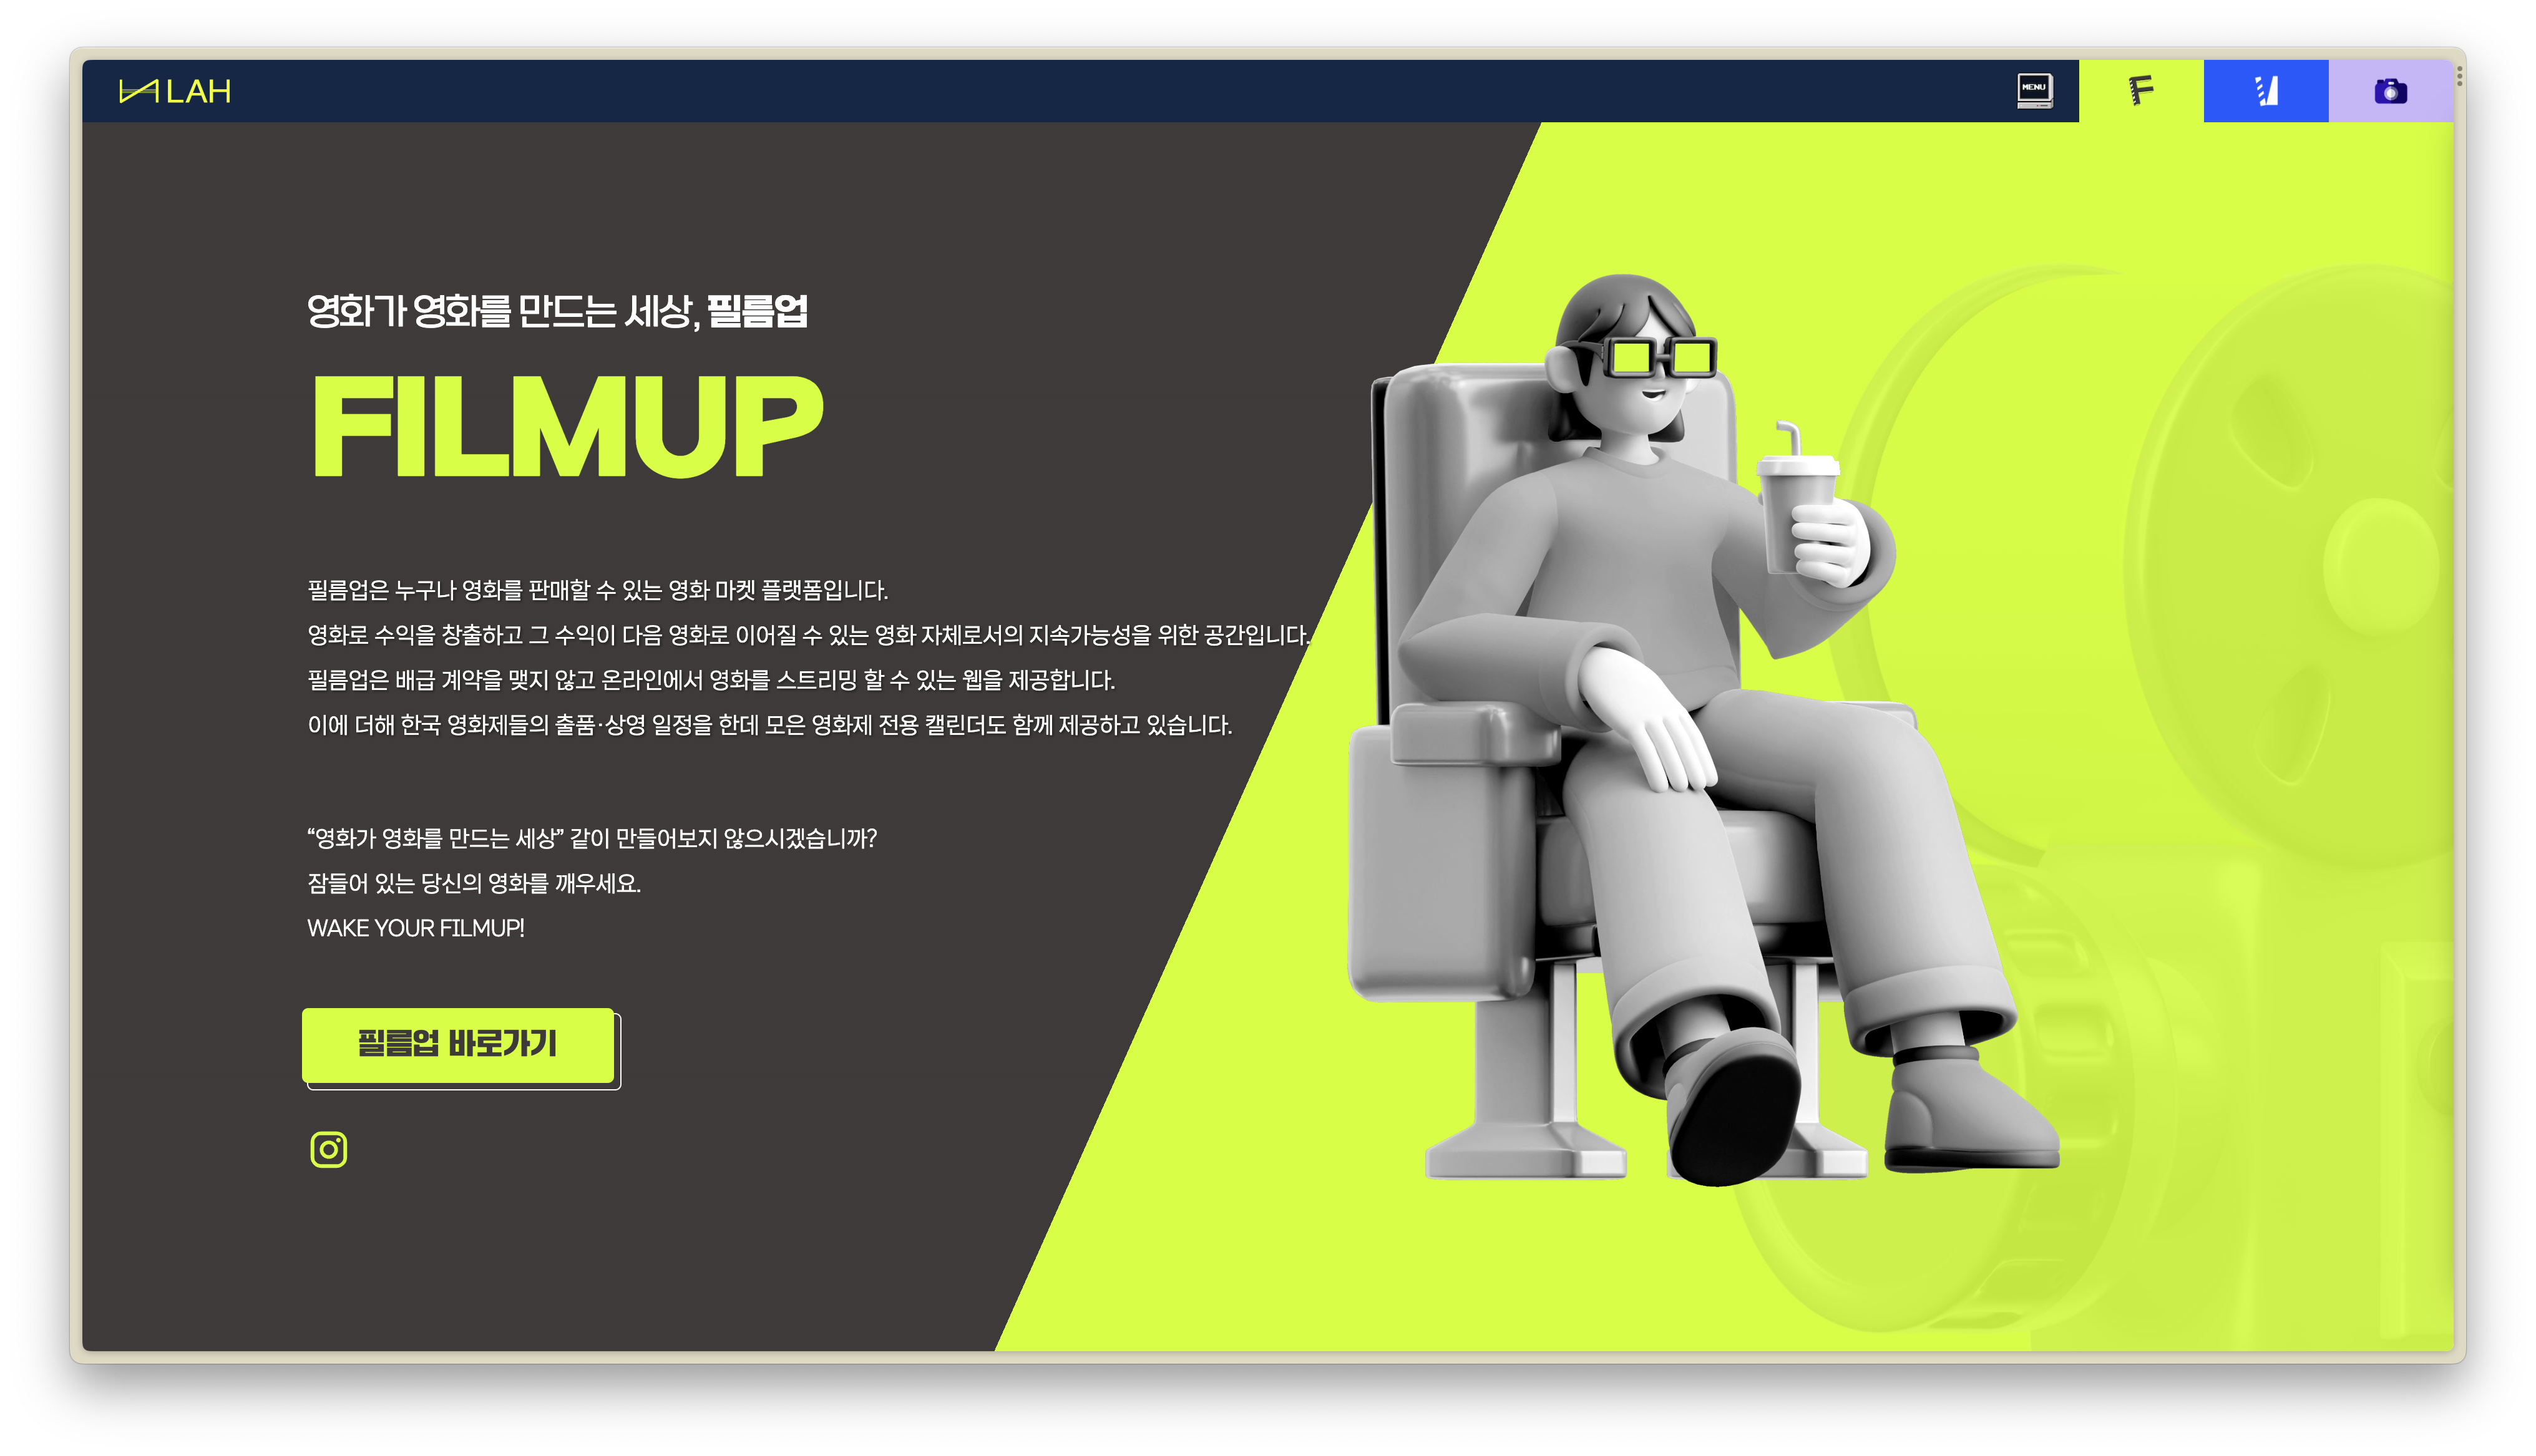 LAH
MENU
영화가 영화를 만드는 세상, 필름업
FILMUP
필름업은 누구나 영화를 판매할 수 있는 영화 마켓 플랫폼입니다.
영화로 수익을 창출하고 그 수익이 다음 영화로 이어질 수 있는 영화 자체로서의 지속가능성을 위한 공간입니다.
필름업은 배급 계약을 맺지 않고 온라인에서 영화를 스트리밍 할 수 있는 웹을 제공합니다.
이에 더해 한국 영화제들의 출품·상영 일정을 한데 모은 영화제 전용 캘린더도 함께 제공하고 있습니다.
“영화가 영화를 만드는 세상” 같이 만들어보지 않으시겠습니까?
잠들어 있는 당신의 영화를 깨우세요.
WAKE YOUR FILMUP!
필름업 바로가기